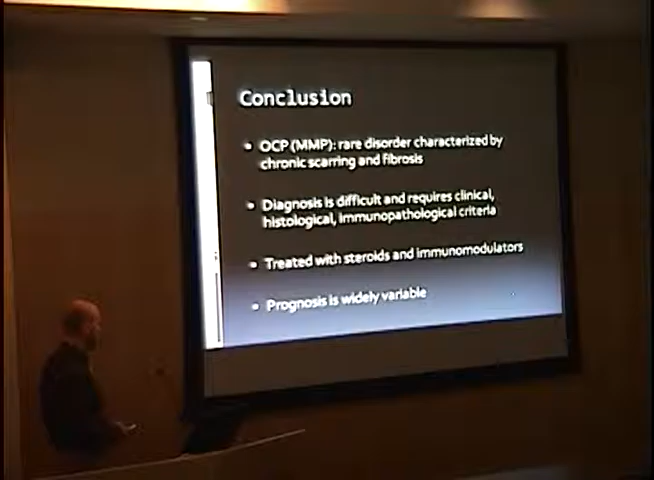 Conclusion
• OCP (MMP): rare disorder characterized by
chronic scarring and fibrosis
• Diagnosis is difficult and requires clinical,
histological, immunopathological criteria
• Treated with steroids and immunomodulators
• Prognosis is widely variable